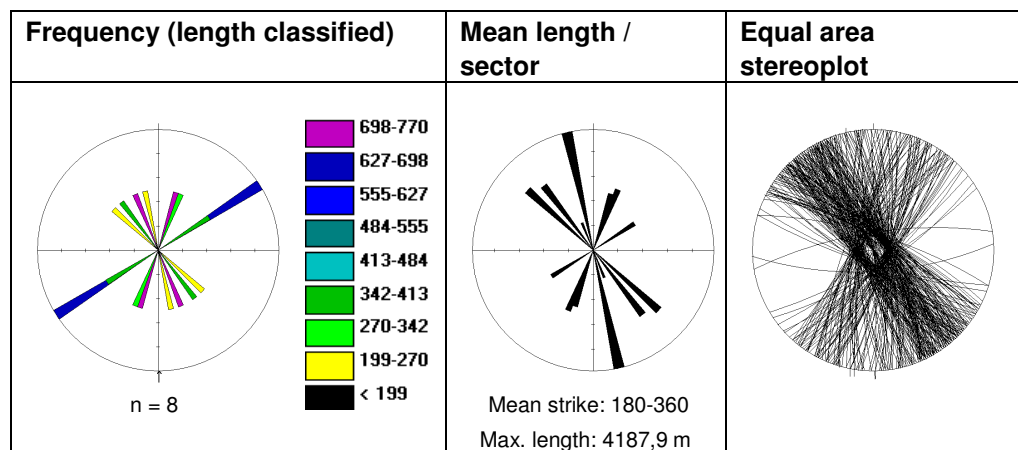 Frequency (length classified)
Mean length /
sector
Equal area
stereoplot
698-770
627-698
555-627
484-555
413-484
342-413
270-342
199-270
< 199
n = 8
Mean strike: 180-360
Max. length: 4187,9 m